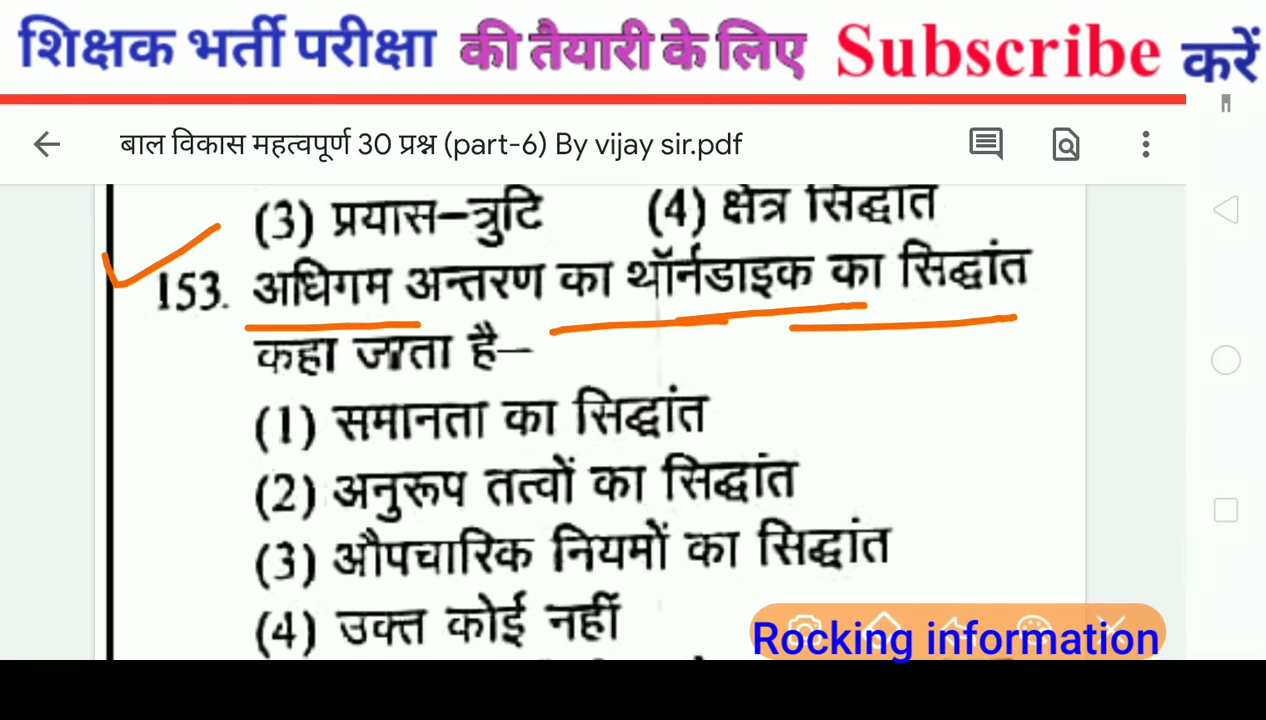 शिक्षक भर्ती परीक्षा की तैयारी के लिए Subscribe करें
बाल विकास महत्वपूर्ण 30 प्रश्न (part-6) By vijay sir.pdf
(3) प्रयास–त्रुटि (4) क्षेत्र सिद्धांत
153. अधिगम अन्तरण का थॉर्नडाइक का सिद्धांत
कहा जाता है–
(1) समानता का सिद्धांत
(2) अनुरूप तत्वों का सिद्धांत
(3) औपचारिक नियमों का सिद्धांत
(4) उक्त कोई नहीं
Rocking information